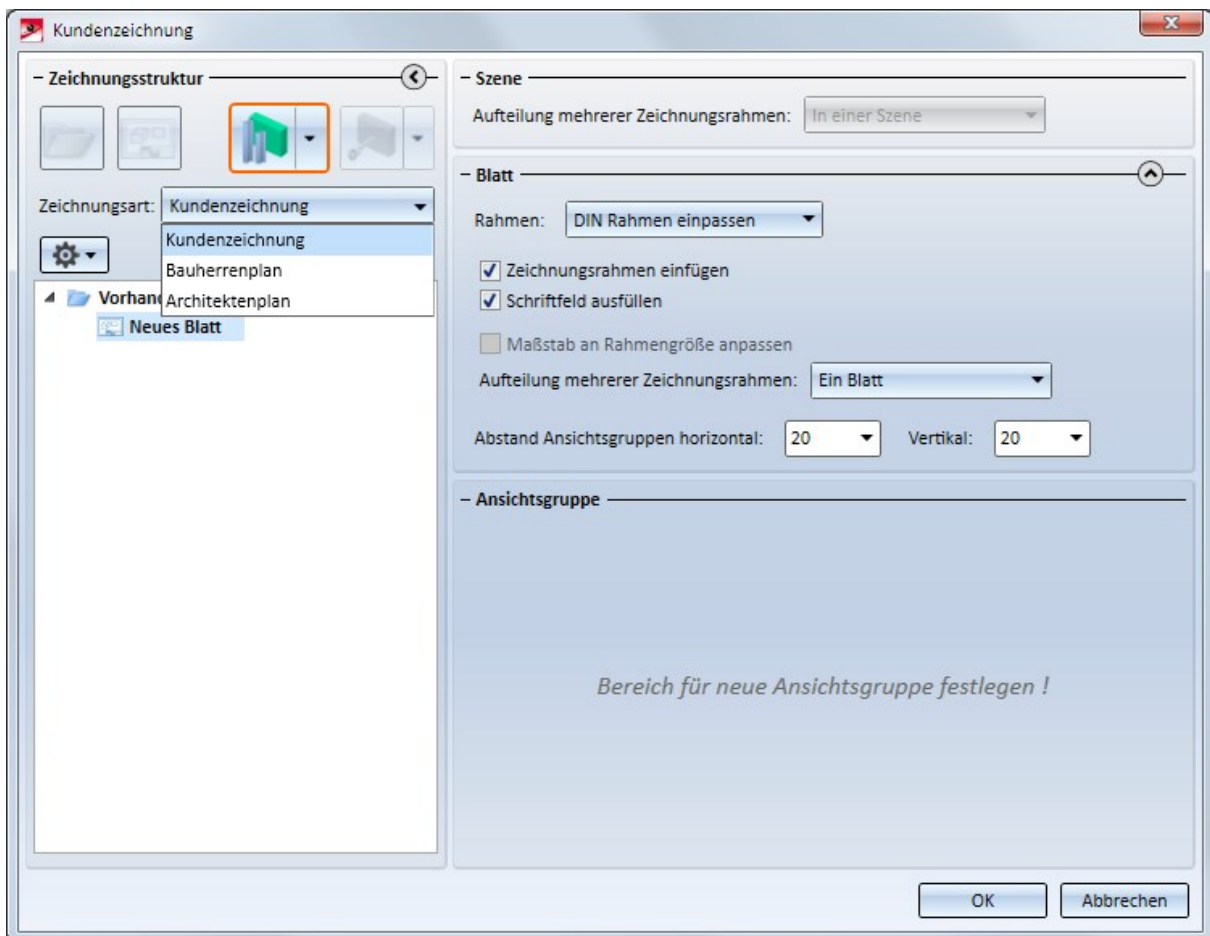 Kundenzeichnung
Zeichnungsstruktur
Zeichnungsart: Kundenzeichnung
Kundenzeichnung
Bauherrenplan
Architektenplan
Vorhand
Neues Blatt
Szene
Aufteilung mehrerer Zeichnungsrahmen: In einer Szene
Blatt
Rahmen: DIN Rahmen einpassen
Zeichnungsrahmen einfügen
Schriftfeld ausfüllen
Maßstab an Rahmengröße anpassen
Aufteilung mehrerer Zeichnungsrahmen: Ein Blatt
Abstand Ansichtsgruppen horizontal: 20 Vertikal: 20
Ansichtsgruppe
Bereich für neue Ansichtsgruppe festlegen !
OK Abbrechen